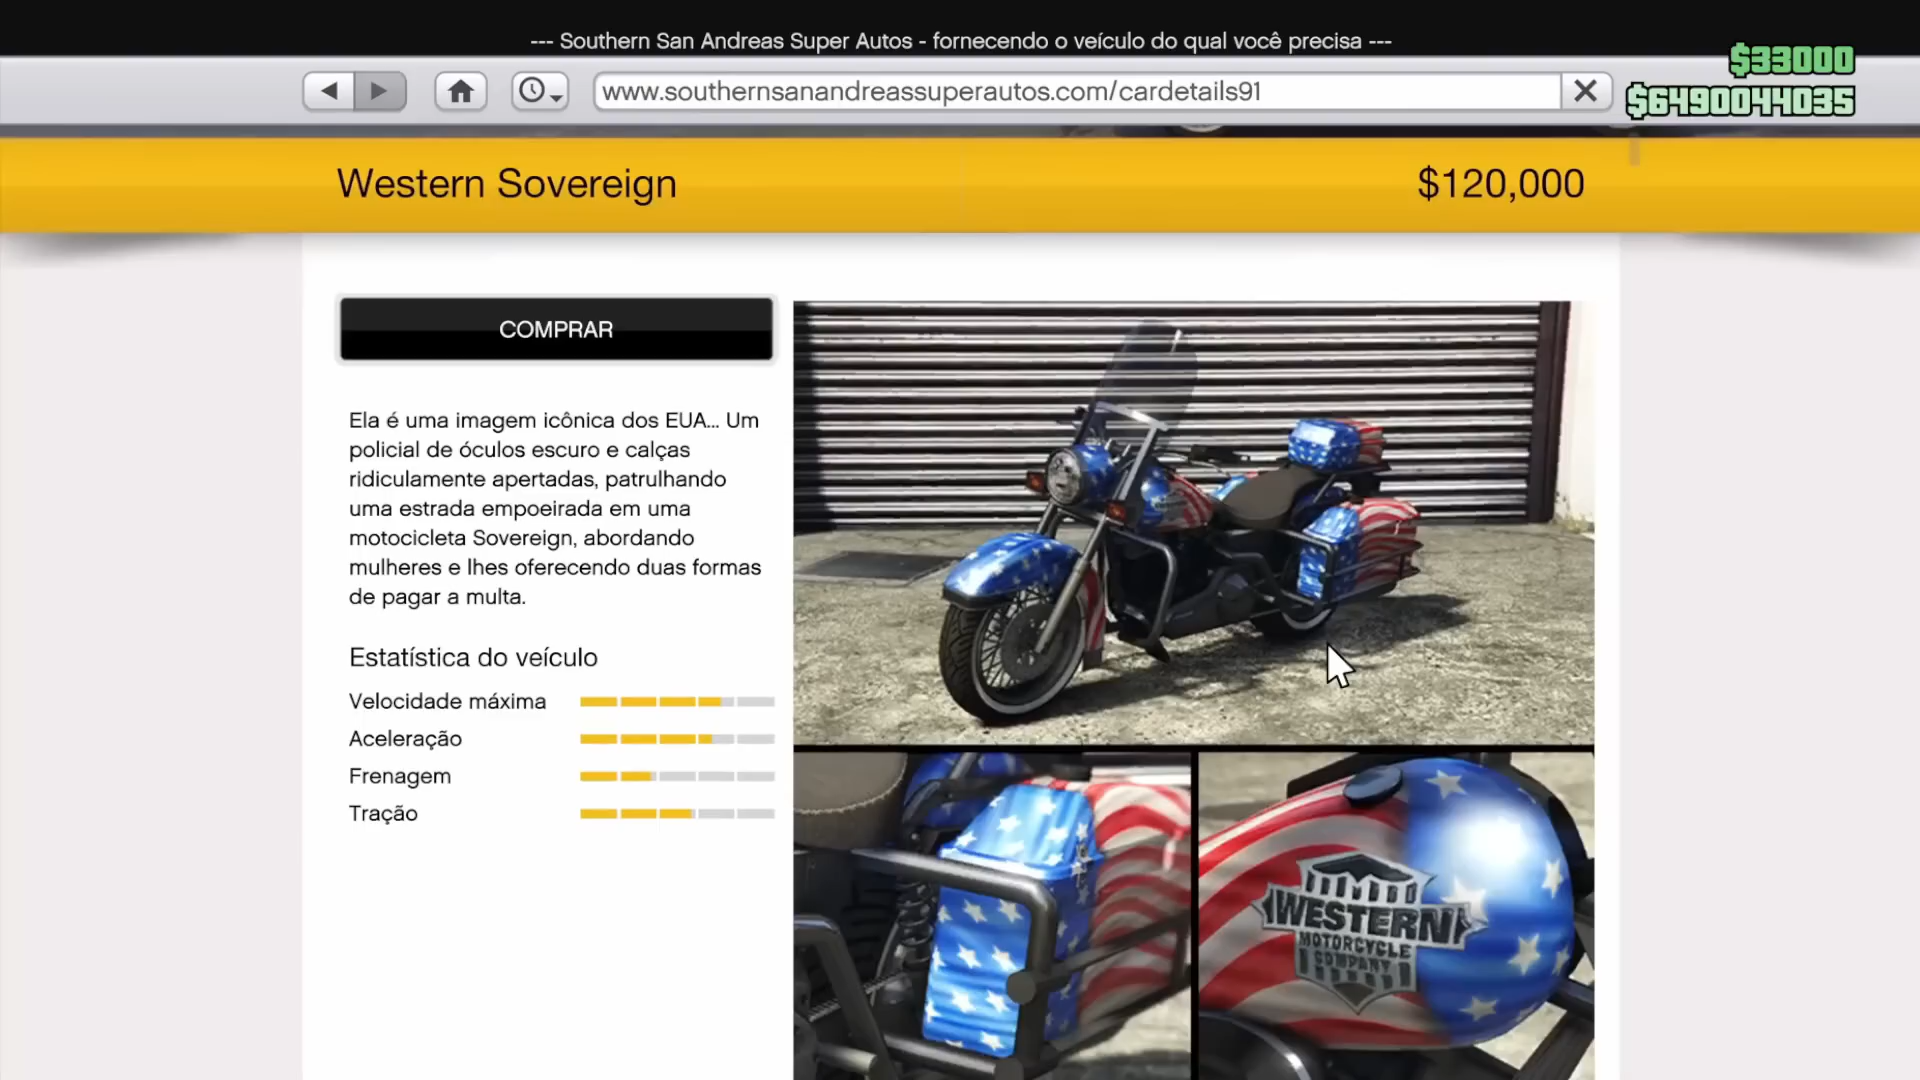 --- Southern San Andreas Super Autos - fornecendo o veículo do qual você precisa ---
$33000
www.southernsanandreassuperautos.com/cardetails91
$6490044035
Western Sovereign
$120,000
COMPRAR
Ela é uma imagem icônica dos EUA... Um
policial de óculos escuro e calças
ridiculamente apertadas, patrulhando
uma estrada empoeirada em uma
motocicleta Sovereign, abordando
mulheres e lhes oferecendo duas formas
de pagar a multa.
Estatística do veículo
Velocidade máxima
Aceleração
Frenagem
Tração
WESTERN
MOTORCYCLE
COMPANY